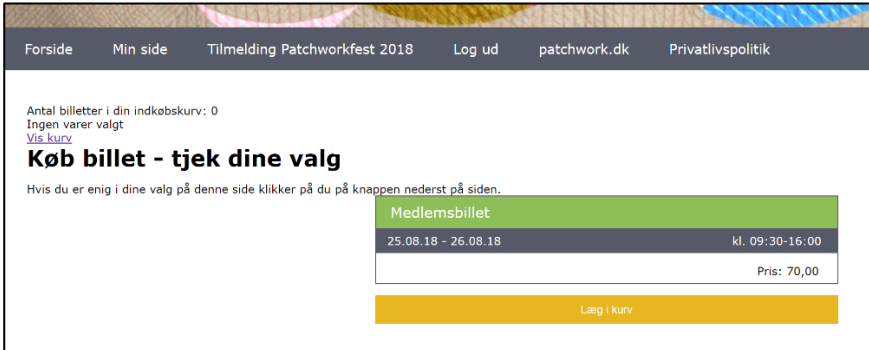 Forside Min side Tilmelding Patchworkfest 2018 Log ud patchwork.dk Privatlivspolitik
Antal billetter i din indkøbskurv: 0
Ingen varer valgt
Vis kurv
Køb billet - tjek dine valg
Hvis du er enig i dine valg på denne side klikker på du på knappen nederst på siden.
Medlemsbillet
25.08.18 - 26.08.18 kl. 09:30-16:00
Pris: 70,00
Læg i kurv